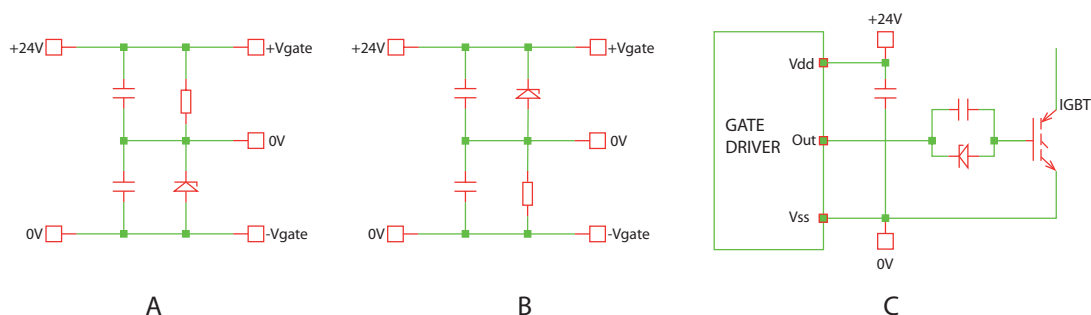 +24V
+Vgate
0V
0V
-Vgate
A
+24V
+Vgate
0V
0V
-Vgate
B
+24V
Vdd
IGBT
GATE
DRIVER
Out
Vss
0V
C